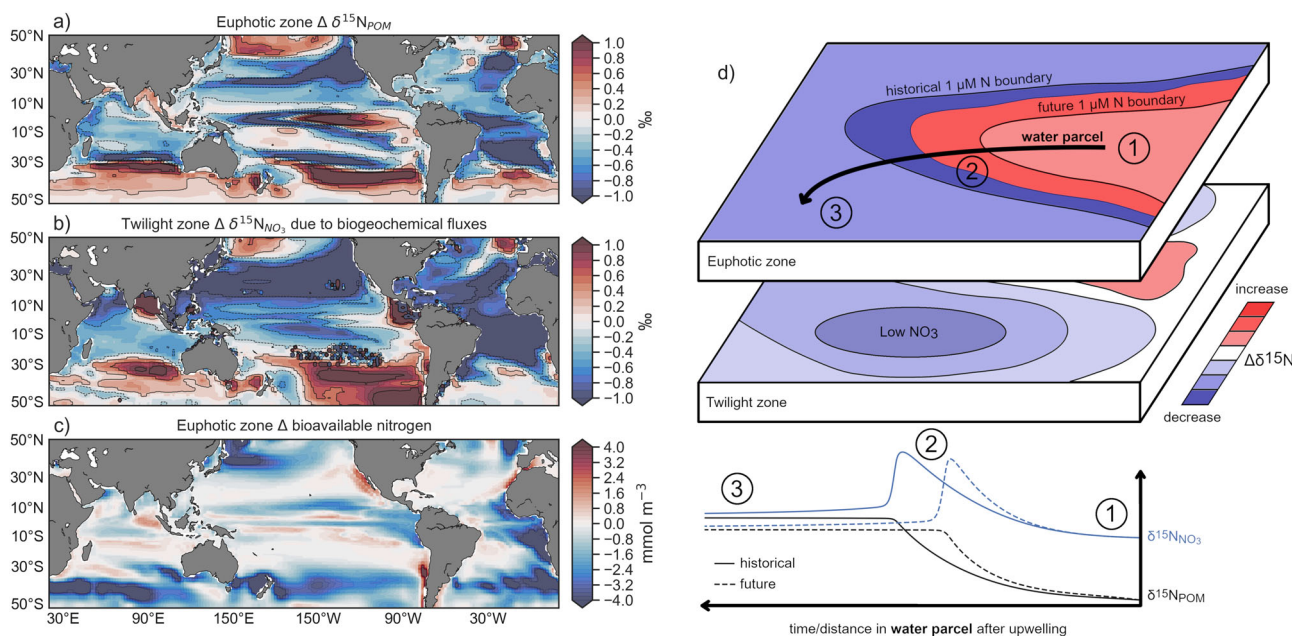 a)
Euphotic zone Δ δ¹⁵N_POM
50°N
30°N
10°N
10°S
30°S
50°S
1.0
0.8
0.6
0.4
0.2
0.0
−0.2
−0.4
−0.6
−0.8
−1.0
‰
b)
Twilight zone Δ δ¹⁵N_NO₃ due to biogeochemical fluxes
50°N
30°N
10°N
10°S
30°S
50°S
1.0
0.8
0.6
0.4
0.2
0.0
−0.2
−0.4
−0.6
−0.8
−1.0
‰
c)
Euphotic zone Δ bioavailable nitrogen
50°N
30°N
10°N
10°S
30°S
50°S
30°E
90°E
150°E
150°W
90°W
30°W
4.0
3.2
2.4
1.6
0.8
0.0
−0.8
−1.6
−2.4
−3.2
−4.0
mmol m⁻³
d)
historical 1 µM N boundary
future 1 µM N boundary
water parcel
1
2
3
Euphotic zone
Low NO₃
Twilight zone
increase
Δδ¹⁵N
decrease
2
3
1
δ¹⁵N_NO₃
historical
future
δ¹⁵N_POM
time/distance in water parcel after upwelling